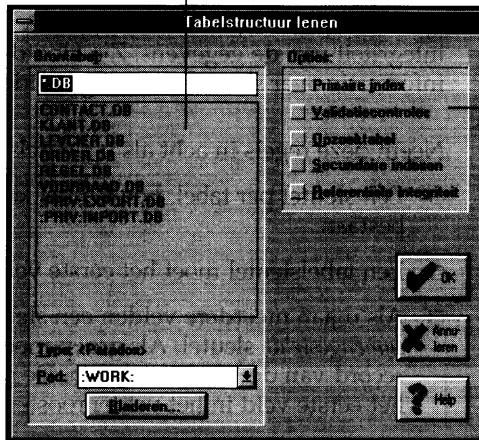 Tabelstructuur lenen
Brontabel:
*.DB
CONTACT.DB
KLANT.DB
LEVCIER.DB
ORDER.DB
REGEL.DB
VOORRAAD.DB
:PRIV:EXPORT.DB
:PRIV:IMPORT.DB
Type: <Paradox>
Pad: :WORK:
Bladeren...
Opties:
Primaire index
Validatiecontroles
Opzoektabel
Secundaire indexen
Referentiële integriteit
OK
Annu-
leren
Help